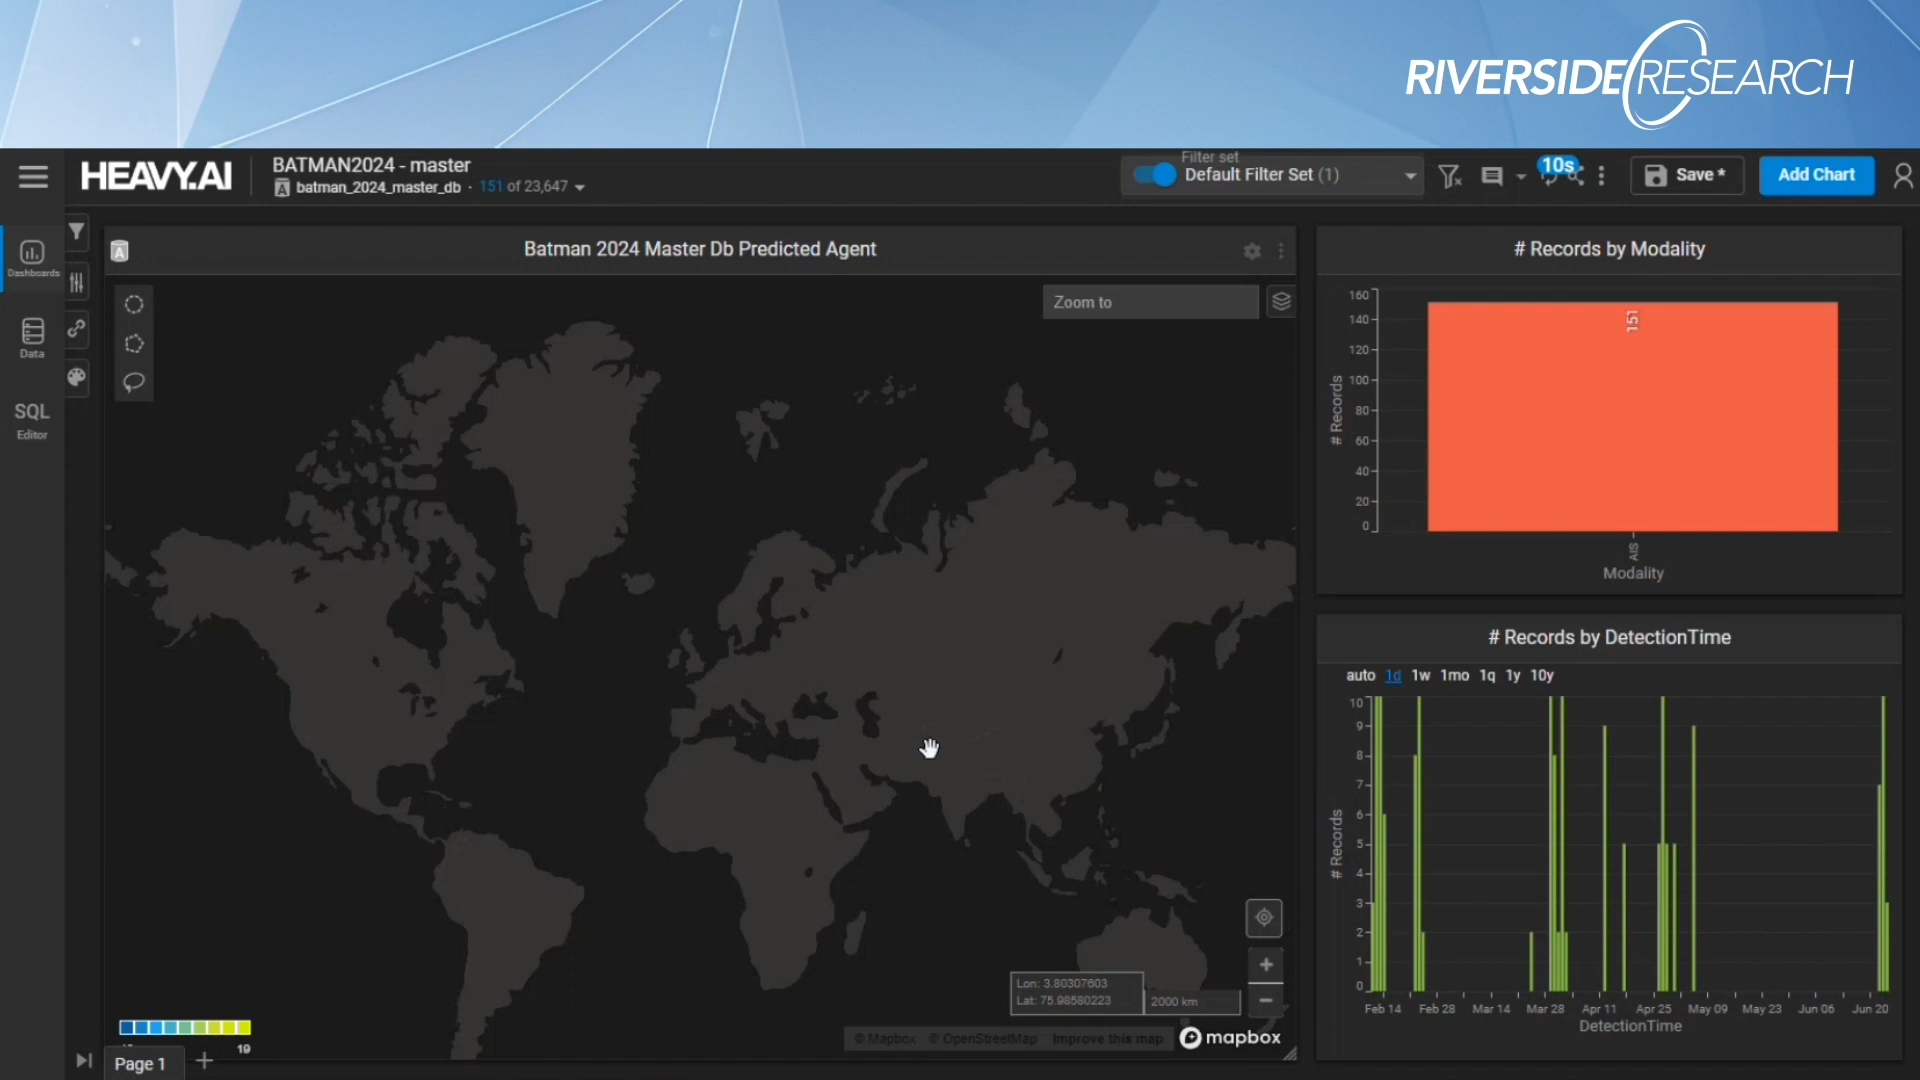 RIVERSIDE RESEARCH
HEAVY.AI
BATMAN2024 - master
batman_2024_master_db · 151 of 23,647
Filter set
Default Filter Set (1)
10s
Save *
Add Chart
Dashboards
Data
SQL
Editor
Batman 2024 Master Db Predicted Agent
Zoom to
Lon: 3.80307603
Lat: 75.98580223
2000 km
© Mapbox © OpenStreetMap Improve this map
mapbox
19
Page 1
# Records by Modality
160
140
120
100
80
60
40
20
0
# Records
151
AIS
Modality
# Records by DetectionTime
auto 1d 1w 1mo 1q 1y 10y
10
9
8
7
6
5
4
3
2
1
0
# Records
Feb 14 Feb 28 Mar 14 Mar 28 Apr 11 Apr 25 May 09 May 23 Jun 06 Jun 20
DetectionTime